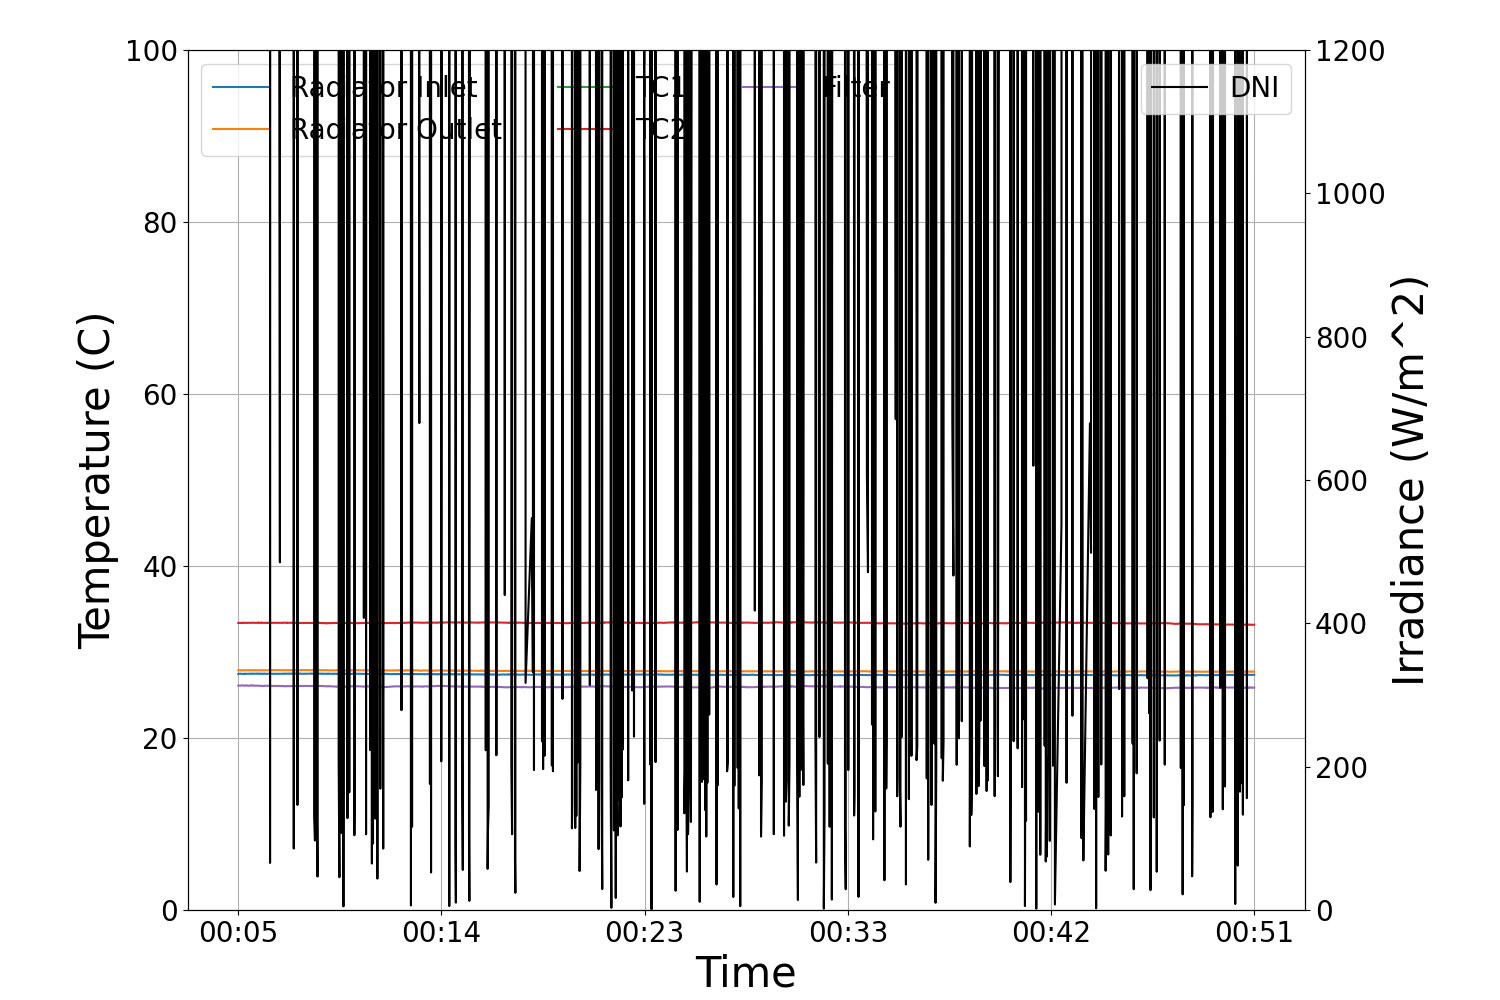 100
80
60
40
20
0
1200
1000
800
600
400
200
0
Radiator Inlet
Radiator Outlet
TC1
TC2
Filter
DNI
Temperature (C)
Irradiance (W/m^2)
00:05
00:14
00:23
00:33
00:42
00:51
Time